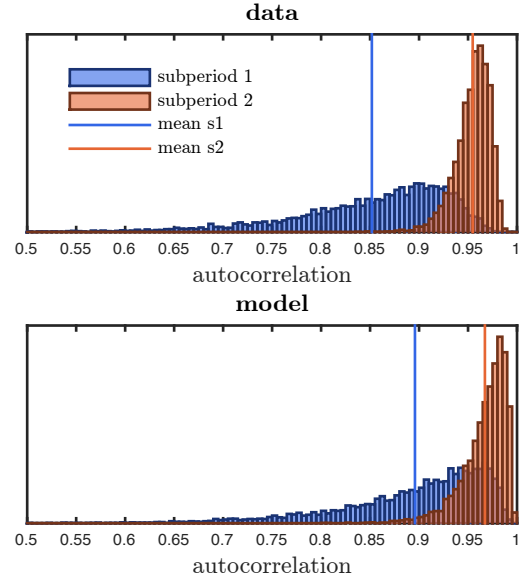 data
subperiod 1
subperiod 2
mean s1
mean s2
0.5 0.55 0.6 0.65 0.7 0.75 0.8 0.85 0.9 0.95 1
autocorrelation
model
0.5 0.55 0.6 0.65 0.7 0.75 0.8 0.85 0.9 0.95 1
autocorrelation